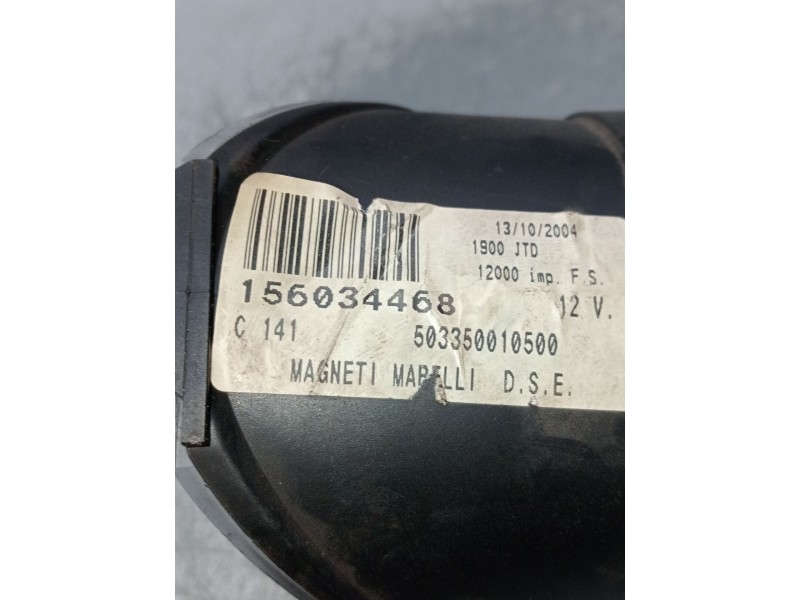 13/10/2004
1900 JTD
12000 imp. F.S.
156034468 12 V.
C 141 503350010500
MAGNETI MARELLI D.S.E.